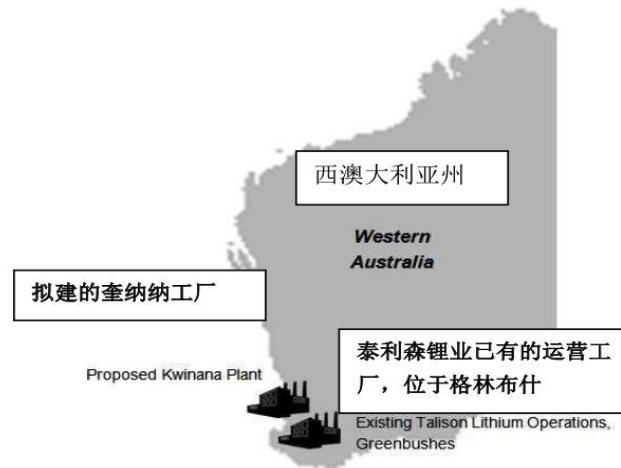 西澳大利亚州
Western
Australia
拟建的奎纳纳工厂
泰利森锂业已有的运营工
厂，位于格林布什
Proposed Kwinana Plant
Existing Talison Lithium Operations,
Greenbushes